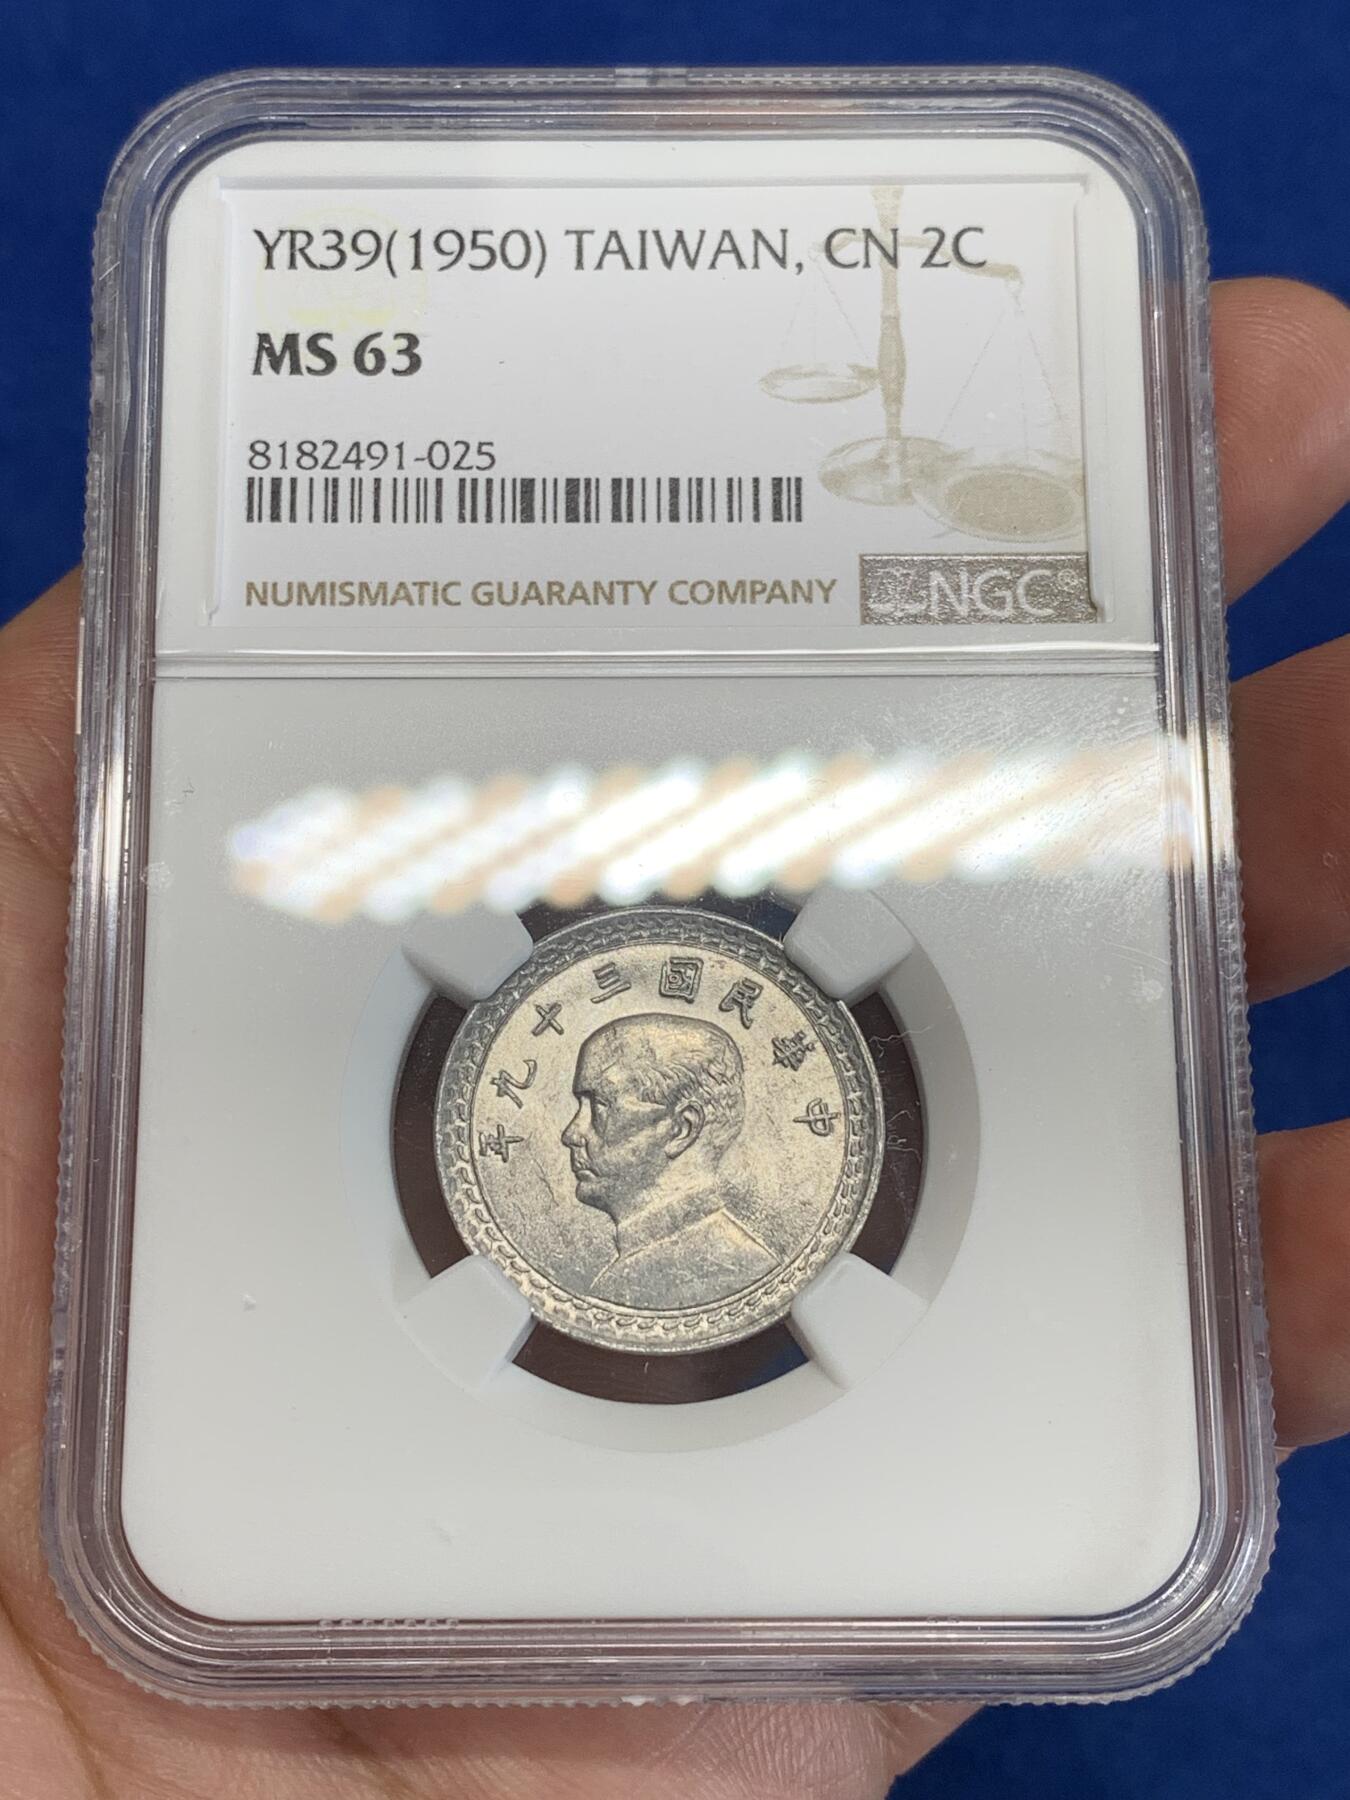 YR39(1950) TAIWAN, CN 2C
MS 63
8182491-025
NUMISMATIC GUARANTY COMPANY
NGC®
年九十三國民華中